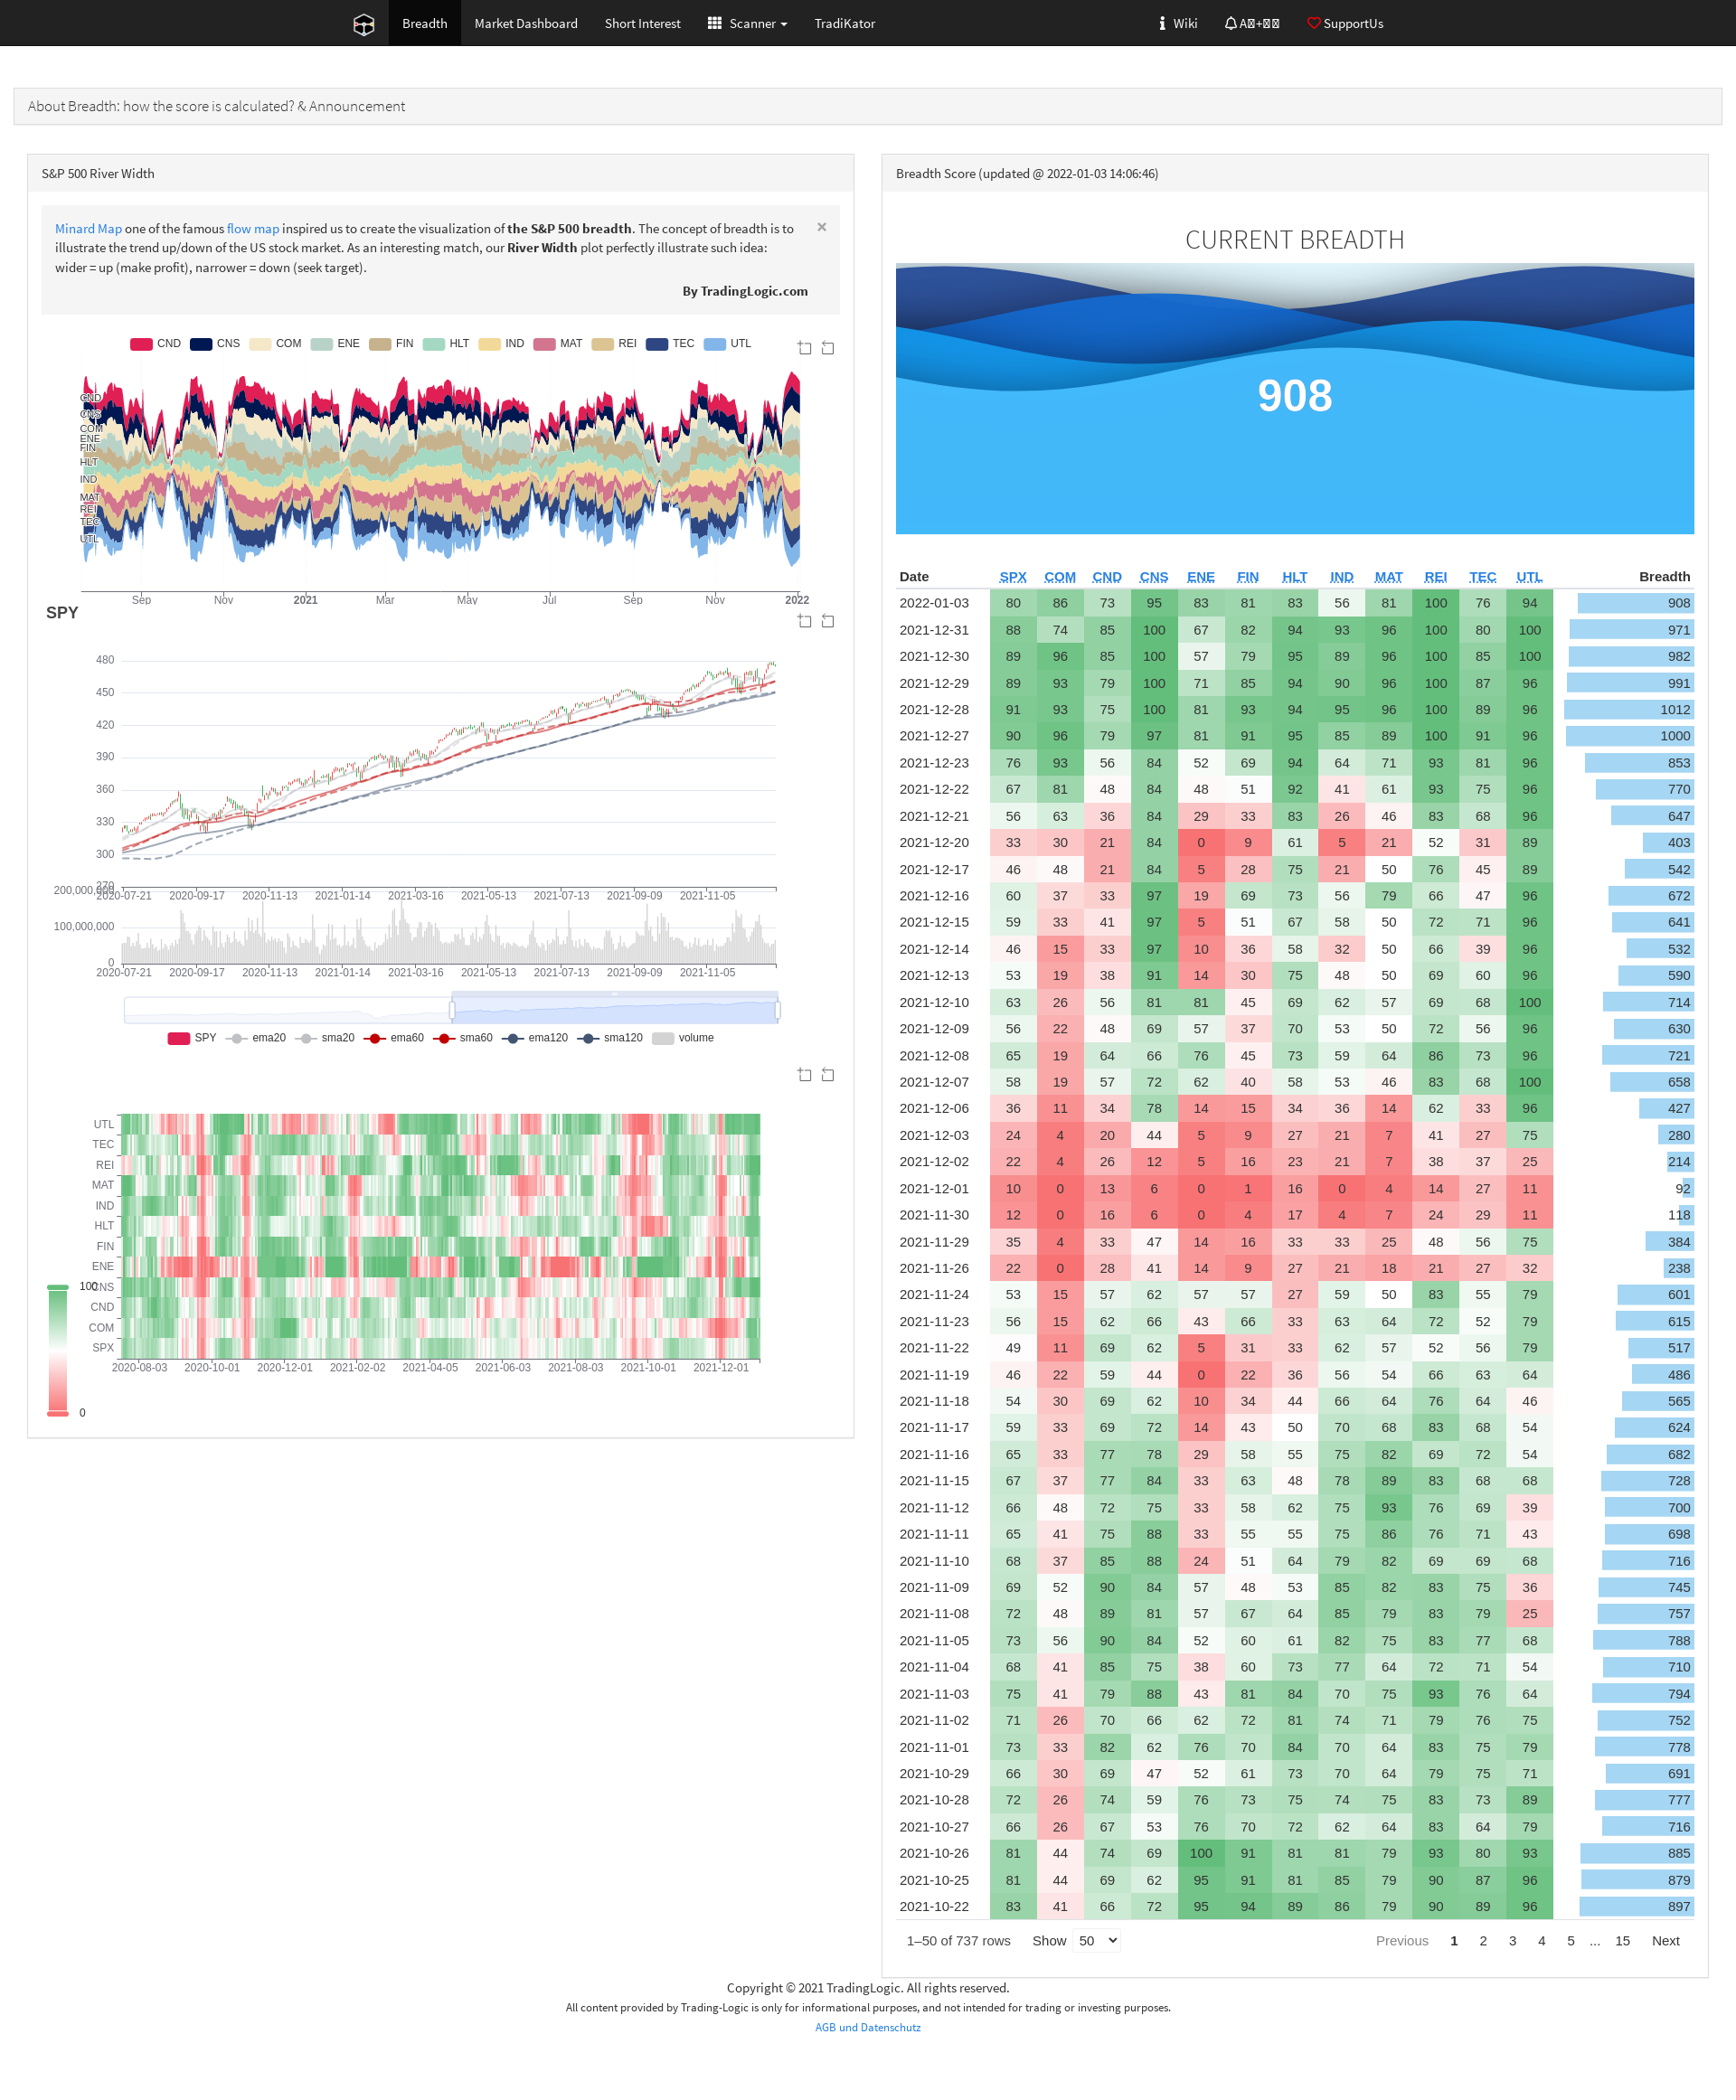 Breadth Market Dashboard Short Interest Scanner TradiKator Wiki SupportUs
About Breadth: how the score is calculated? & Announcement
S&P 500 River Width
Minard Map one of the famous flow map inspired us to create the visualization of the S&P 500 breadth. The concept of breadth is to
illustrate the trend up/down of the US stock market. As an interesting match, our River Width plot perfectly illustrate such idea:
wider = up (make profit), narrower = down (seek target).
By TradingLogic.com
×
CND CNS COM ENE FIN HLT IND MAT REI TEC UTL
CND
CNS
COM
ENE
FIN
HLT
IND
MAT
REI
TEC
UTL
Sep Nov 2021 Mar May Jul Sep Nov 2022
SPY
480
450
420
390
360
330
300
270
2020-07-21 2020-09-17 2020-11-13 2021-01-14 2021-03-16 2021-05-13 2021-07-13 2021-09-09 2021-11-05
200,000,000
100,000,000
0
2020-07-21 2020-09-17 2020-11-13 2021-01-14 2021-03-16 2021-05-13 2021-07-13 2021-09-09 2021-11-05
SPY ema20 sma20 ema60 sma60 ema120 sma120 volume
UTL
TEC
REI
MAT
IND
HLT
FIN
ENE
CNS
CND
COM
SPX
2020-08-03 2020-10-01 2020-12-01 2021-02-02 2021-04-05 2021-06-03 2021-08-03 2021-10-01 2021-12-01
100
0
Breadth Score (updated @ 2022-01-03 14:06:46)
CURRENT BREADTH
908
Date SPX COM CND CNS ENE FIN HLT IND MAT REI TEC UTL Breadth
2022-01-03 80 86 73 95 83 81 83 56 81 100 76 94 908
2021-12-31 88 74 85 100 67 82 94 93 96 100 80 100 971
2021-12-30 89 96 85 100 57 79 95 89 96 100 85 100 982
2021-12-29 89 93 79 100 71 85 94 90 96 100 87 96 991
2021-12-28 91 93 75 100 81 93 94 95 96 100 89 96 1012
2021-12-27 90 96 79 97 81 91 95 85 89 100 91 96 1000
2021-12-23 76 93 56 84 52 69 94 64 71 93 81 96 853
2021-12-22 67 81 48 84 48 51 92 41 61 93 75 96 770
2021-12-21 56 63 36 84 29 33 83 26 46 83 68 96 647
2021-12-20 33 30 21 84 0 9 61 5 21 52 31 89 403
2021-12-17 46 48 21 84 5 28 75 21 50 76 45 89 542
2021-12-16 60 37 33 97 19 69 73 56 79 66 47 96 672
2021-12-15 59 33 41 97 5 51 67 58 50 72 71 96 641
2021-12-14 46 15 33 97 10 36 58 32 50 66 39 96 532
2021-12-13 53 19 38 91 14 30 75 48 50 69 60 96 590
2021-12-10 63 26 56 81 81 45 69 62 57 69 68 100 714
2021-12-09 56 22 48 69 57 37 70 53 50 72 56 96 630
2021-12-08 65 19 64 66 76 45 73 59 64 86 73 96 721
2021-12-07 58 19 57 72 62 40 58 53 46 83 68 100 658
2021-12-06 36 11 34 78 14 15 34 36 14 62 33 96 427
2021-12-03 24 4 20 44 5 9 27 21 7 41 27 75 280
2021-12-02 22 4 26 12 5 16 23 21 7 38 37 25 214
2021-12-01 10 0 13 6 0 1 16 0 4 14 27 11 92
2021-11-30 12 0 16 6 0 4 17 4 7 24 29 11 118
2021-11-29 35 4 33 47 14 16 33 33 25 48 56 75 384
2021-11-26 22 0 28 41 14 9 27 21 18 21 27 32 238
2021-11-24 53 15 57 62 57 57 27 59 50 83 55 79 601
2021-11-23 56 15 62 66 43 66 33 63 64 72 52 79 615
2021-11-22 49 11 69 62 5 31 33 62 57 52 56 79 517
2021-11-19 46 22 59 44 0 22 36 56 54 66 63 64 486
2021-11-18 54 30 69 62 10 34 44 66 64 76 64 46 565
2021-11-17 59 33 69 72 14 43 50 70 68 83 68 54 624
2021-11-16 65 33 77 78 29 58 55 75 82 69 72 54 682
2021-11-15 67 37 77 84 33 63 48 78 89 83 68 68 728
2021-11-12 66 48 72 75 33 58 62 75 93 76 69 39 700
2021-11-11 65 41 75 88 33 55 55 75 86 76 71 43 698
2021-11-10 68 37 85 88 24 51 64 79 82 69 69 68 716
2021-11-09 69 52 90 84 57 48 53 85 82 83 75 36 745
2021-11-08 72 48 89 81 57 67 64 85 79 83 79 25 757
2021-11-05 73 56 90 84 52 60 61 82 75 83 77 68 788
2021-11-04 68 41 85 75 38 60 73 77 64 72 71 54 710
2021-11-03 75 41 79 88 43 81 84 70 75 93 76 64 794
2021-11-02 71 26 70 66 62 72 81 74 71 79 76 75 752
2021-11-01 73 33 82 62 76 70 84 70 64 83 75 79 778
2021-10-29 66 30 69 47 52 61 73 70 64 79 75 71 691
2021-10-28 72 26 74 59 76 73 75 74 75 83 73 89 777
2021-10-27 66 26 67 53 76 70 72 62 64 83 64 79 716
2021-10-26 81 44 74 69 100 91 81 81 79 93 80 93 885
2021-10-25 81 44 69 62 95 91 81 85 79 90 87 96 879
2021-10-22 83 41 66 72 95 94 89 86 79 90 89 96 897
1–50 of 737 rows Show 50 Previous 1 2 3 4 5 ... 15 Next
Copyright © 2021 TradingLogic. All rights reserved.
All content provided by Trading-Logic is only for informational purposes, and not intended for trading or investing purposes.
AGB und Datenschutz